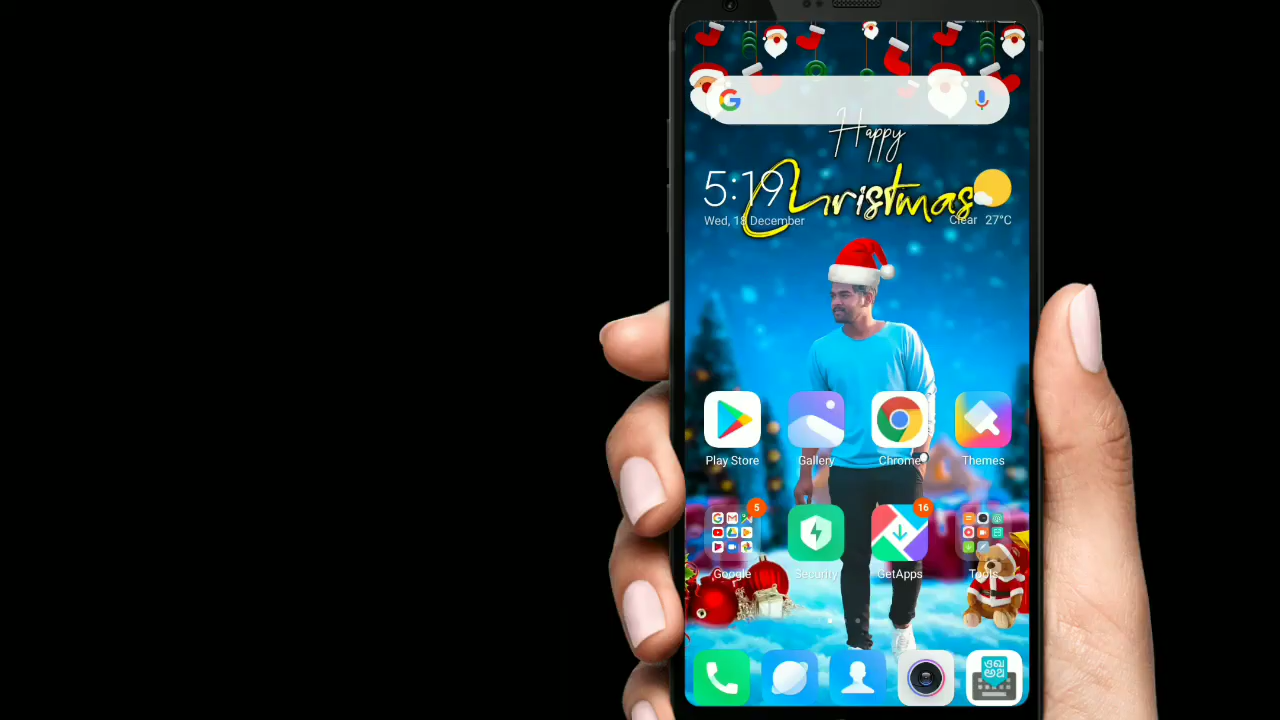 Happy
5:19
Christmas
Wed, 18 December
Clear 27°C
Play Store
Gallery
Chrome
Themes
5
16
Google
Security
GetApps
Tools